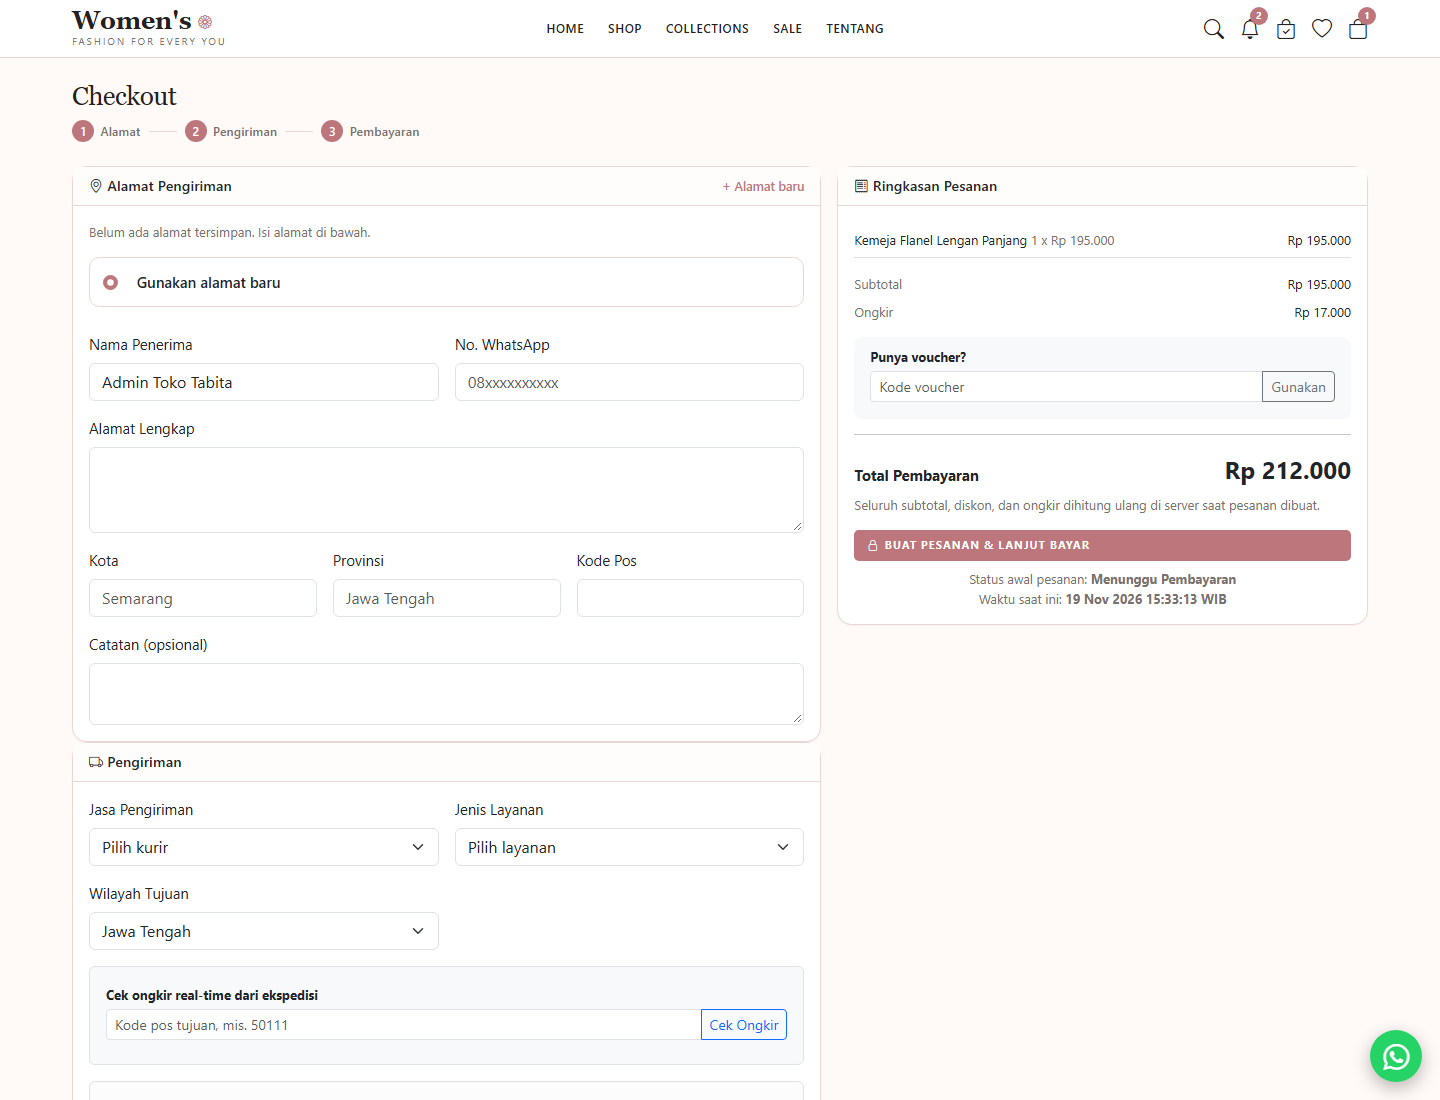 Women's
FASHION FOR EVERY YOU
HOME
SHOP
COLLECTIONS
SALE
TENTANG
2
1
Checkout
1 Alamat
2 Pengiriman
3 Pembayaran
Alamat Pengiriman
+ Alamat baru
Belum ada alamat tersimpan. Isi alamat di bawah.
Gunakan alamat baru
Nama Penerima
No. WhatsApp
Admin Toko Tabita
08xxxxxxxxxx
Alamat Lengkap
Kota
Provinsi
Kode Pos
Semarang
Jawa Tengah
Catatan (opsional)
Pengiriman
Jasa Pengiriman
Jenis Layanan
Pilih kurir
Pilih layanan
Wilayah Tujuan
Jawa Tengah
Cek ongkir real-time dari ekspedisi
Kode pos tujuan, mis. 50111
Cek Ongkir
Ringkasan Pesanan
Kemeja Flanel Lengan Panjang 1 x Rp 195.000
Rp 195.000
Subtotal
Rp 195.000
Ongkir
Rp 17.000
Punya voucher?
Kode voucher
Gunakan
Total Pembayaran
Rp 212.000
Seluruh subtotal, diskon, dan ongkir dihitung ulang di server saat pesanan dibuat.
BUAT PESANAN & LANJUT BAYAR
Status awal pesanan: Menunggu Pembayaran
Waktu saat ini: 19 Nov 2026 15:33:13 WIB